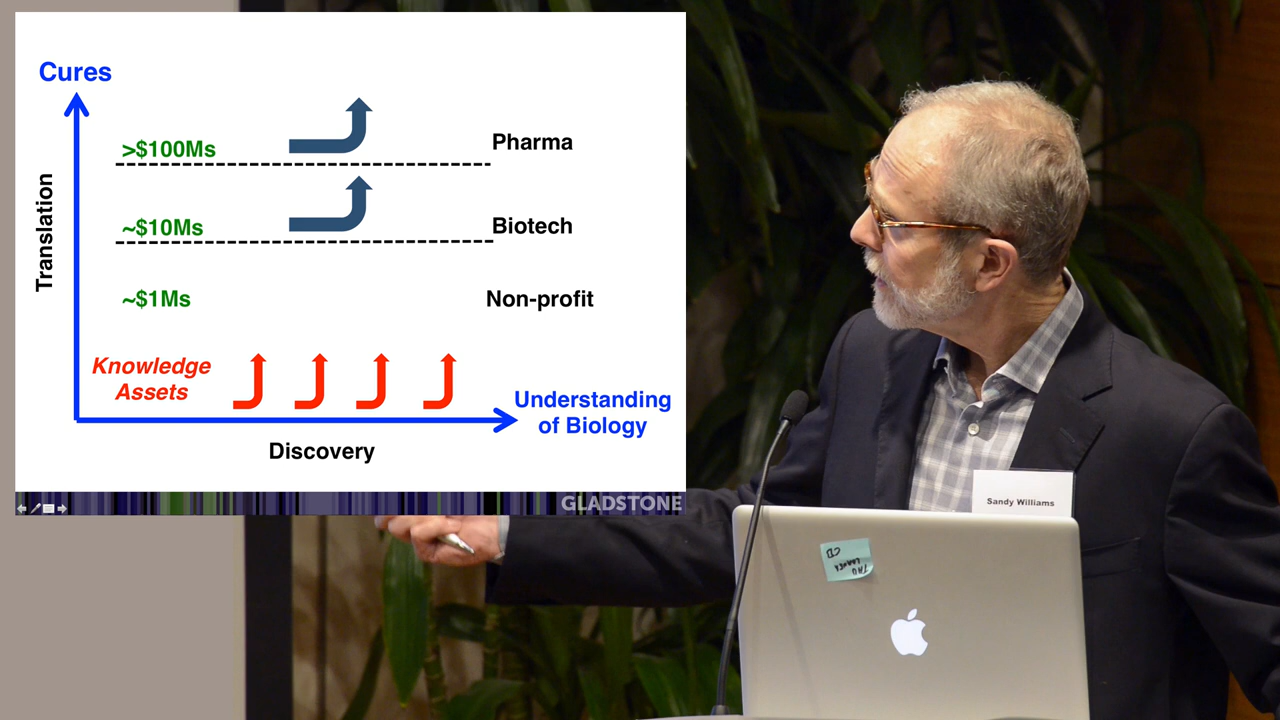 Cures
>$100Ms
Pharma
~$10Ms
Biotech
Translation
~$1Ms
Non-profit
Knowledge
Assets
Understanding
of Biology
Discovery
GLADSTONE
Sandy Williams